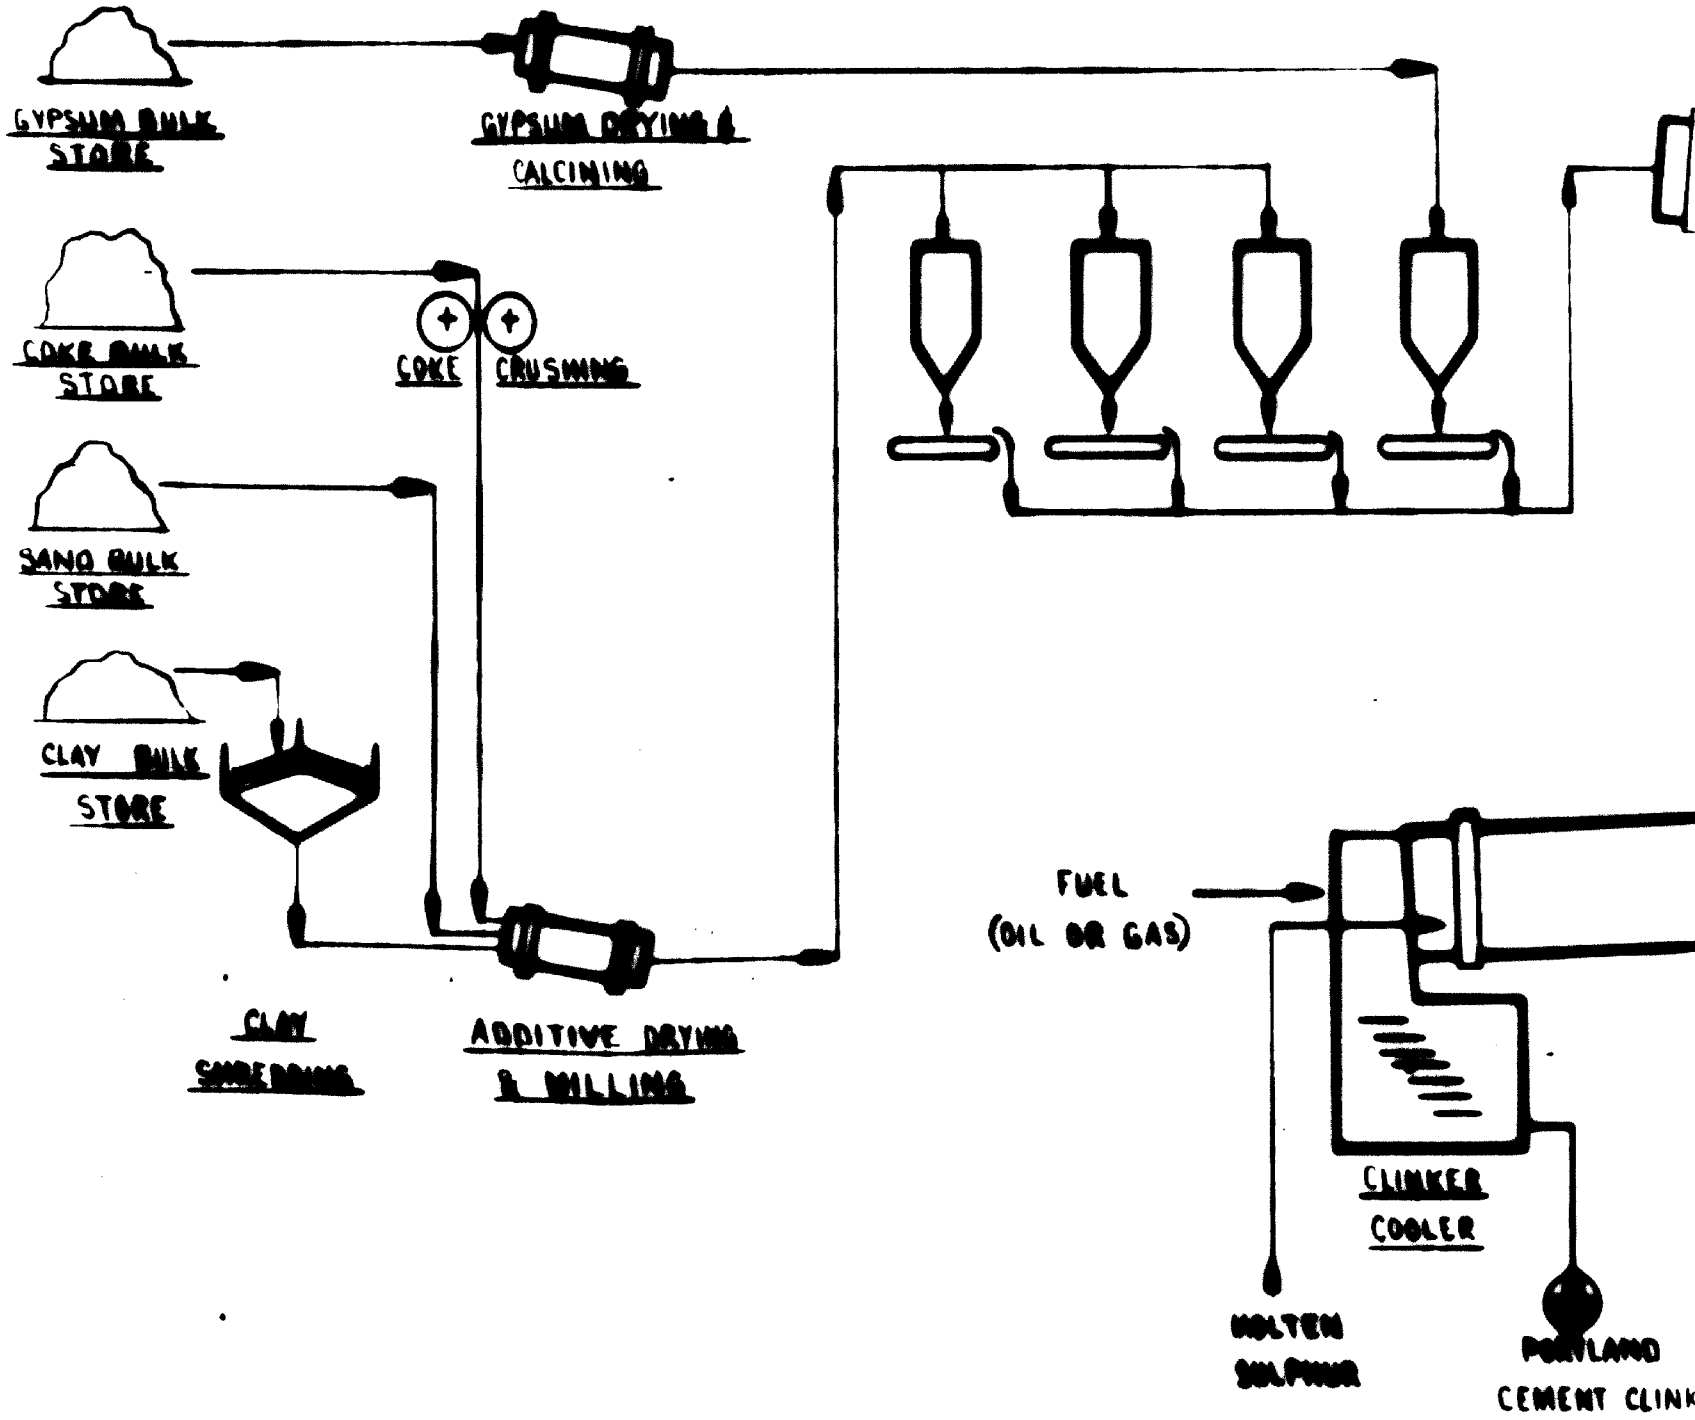 GYPSUM BULK
STORE
GYPSUM DRYING &
CALCINING
COKE BULK
STORE
COKE CRUSHING
SAND BULK
STORE
CLAY BULK
STORE
FUEL
(OIL OR GAS)
CLAY
SHREDDING
ADDITIVE DRYING
& MILLING
CLINKER
COOLER
MOLTEN
SULPHUR
PORTLAND
CEMENT CLINK